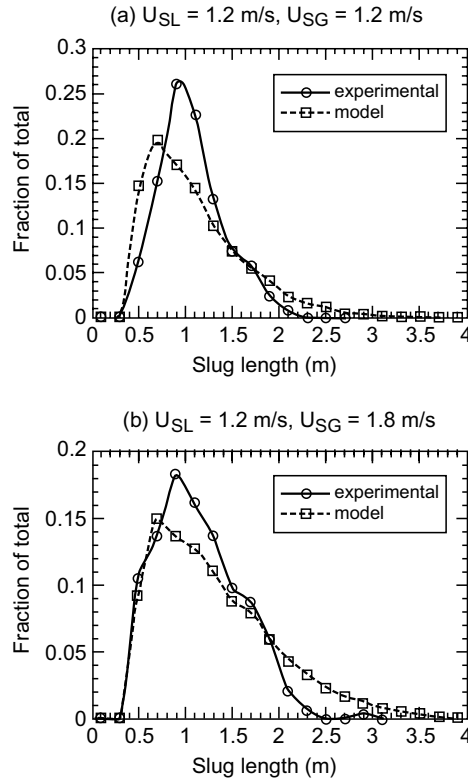 (a) U_SL = 1.2 m/s, U_SG = 1.2 m/s
0.3
0.25
0.2
0.15
0.1
0.05
0
Fraction of total
experimental
model
0 0.5 1 1.5 2 2.5 3 3.5 4
Slug length (m)
(b) U_SL = 1.2 m/s, U_SG = 1.8 m/s
0.2
0.15
0.1
0.05
0
Fraction of total
experimental
model
0 0.5 1 1.5 2 2.5 3 3.5 4
Slug length (m)